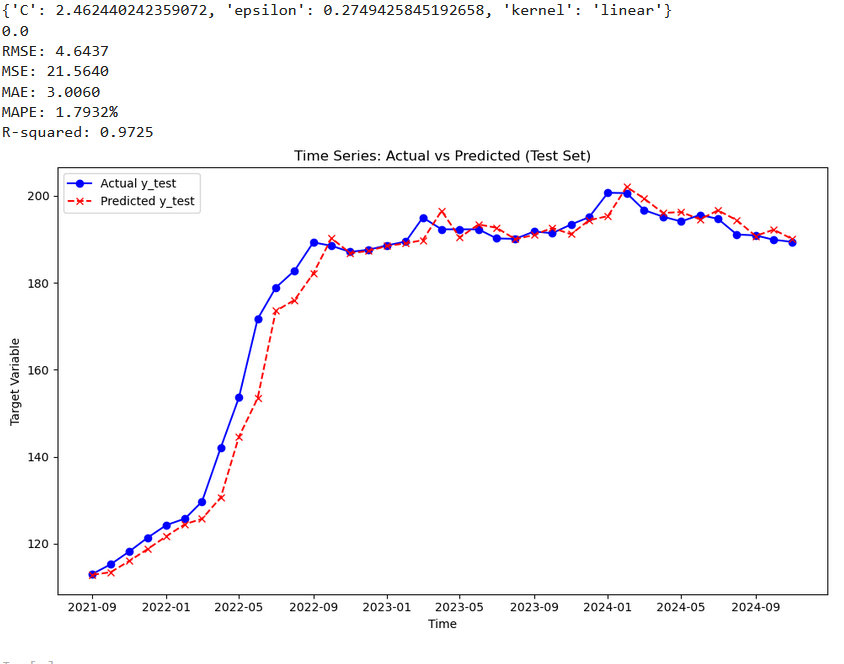 {'C': 2.462440242359072, 'epsilon': 0.2749425845192658, 'kernel': 'linear'}
0.0
RMSE: 4.6437
MSE: 21.5640
MAE: 3.0060
MAPE: 1.7932%
R-squared: 0.9725
Time Series: Actual vs Predicted (Test Set)
Actual y_test
Predicted y_test
200
180
160
140
120
Target Variable
2021-09 2022-01 2022-05 2022-09 2023-01 2023-05 2023-09 2024-01 2024-05 2024-09
Time